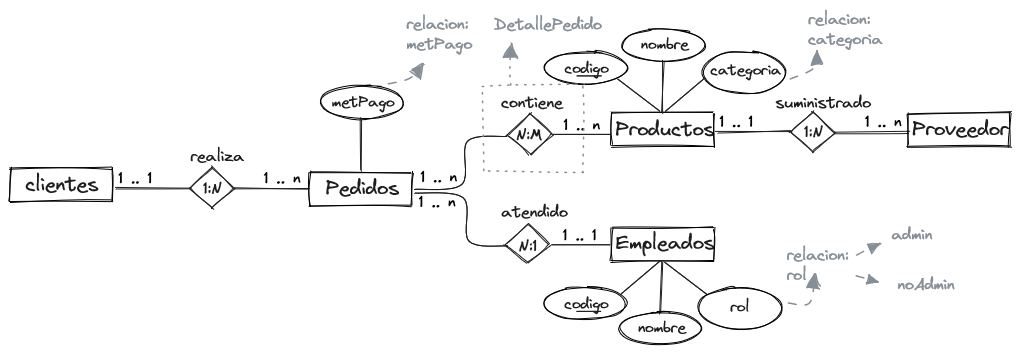 relacion:
metPago
DetallePedido
nombre
relacion:
categoria
codigo
categoria
metPago
contiene
suministrado
N:M
1 .. n
Productos
1 .. 1
1:N
1 .. n
Proveedor
realiza
clientes
1 .. 1
1:N
1 .. n
Pedidos
1 .. n
1 .. n
atendido
N:1
1 .. 1
Empleados
relacion:
rol
admin
noAdmin
codigo
nombre
rol